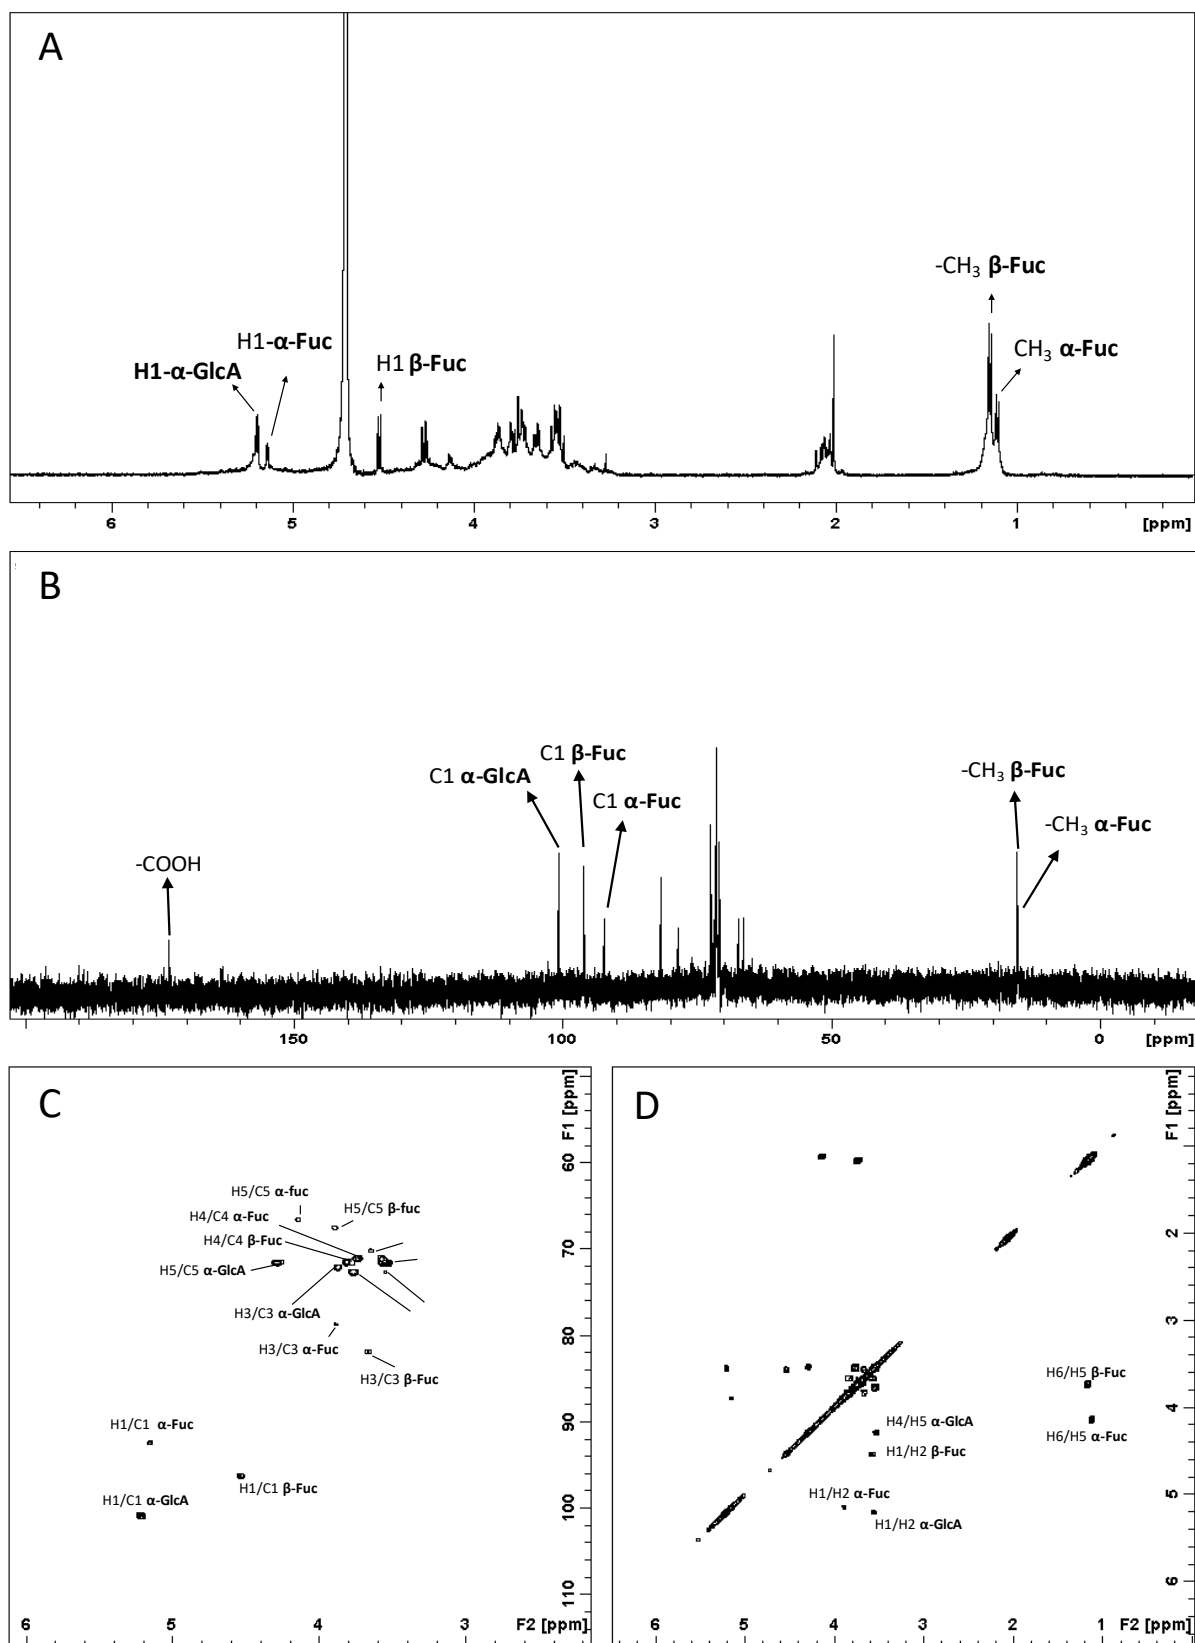 A
-CH₃ β-Fuc
H1-α-Fuc
CH₃ α-Fuc
H1-α-GlcA
H1 β-Fuc
6 5 4 3 2 1 [ppm]
B
C1 β-Fuc
C1 α-GlcA
-CH₃ β-Fuc
C1 α-Fuc
-CH₃ α-Fuc
-COOH
150 100 50 0 [ppm]
C
H5/C5 α-fuc
H5/C5 β-fuc
H4/C4 α-Fuc
H4/C4 β-Fuc
H5/C5 α-GlcA
H3/C3 α-GlcA
H3/C3 α-Fuc
H3/C3 β-Fuc
H1/C1 α-Fuc
H1/C1 β-Fuc
H1/C1 α-GlcA
F1 [ppm]
60
70
80
90
100
110
6 5 4 3 F2 [ppm]
D
H6/H5 β-Fuc
H4/H5 α-GlcA
H6/H5 α-Fuc
H1/H2 β-Fuc
H1/H2 α-Fuc
H1/H2 α-GlcA
F1 [ppm]
2
3
4
5
6
6 5 4 3 2 1 F2 [ppm]